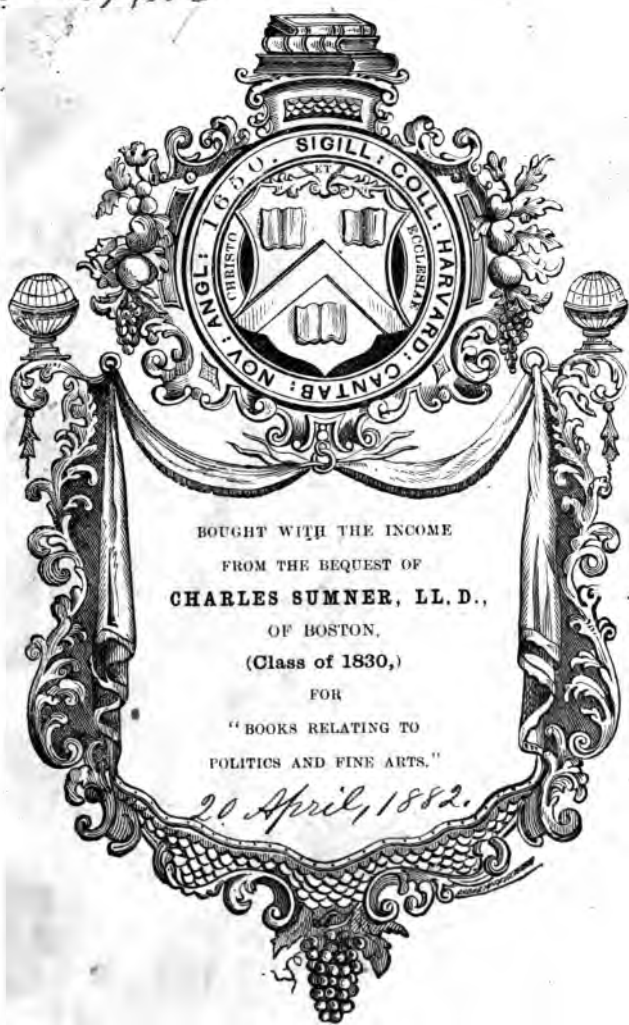 SIGILL: COLL: HARVARD: CANTAB: NOV: ANGL: 1650.
ET
CHRISTO
ECCLESIAE
BOUGHT WITH THE INCOME
FROM THE BEQUEST OF
CHARLES SUMNER, LL. D.,
OF BOSTON,
(Class of 1830,)
FOR
"BOOKS RELATING TO
POLITICS AND FINE ARTS."
20 April, 1882.